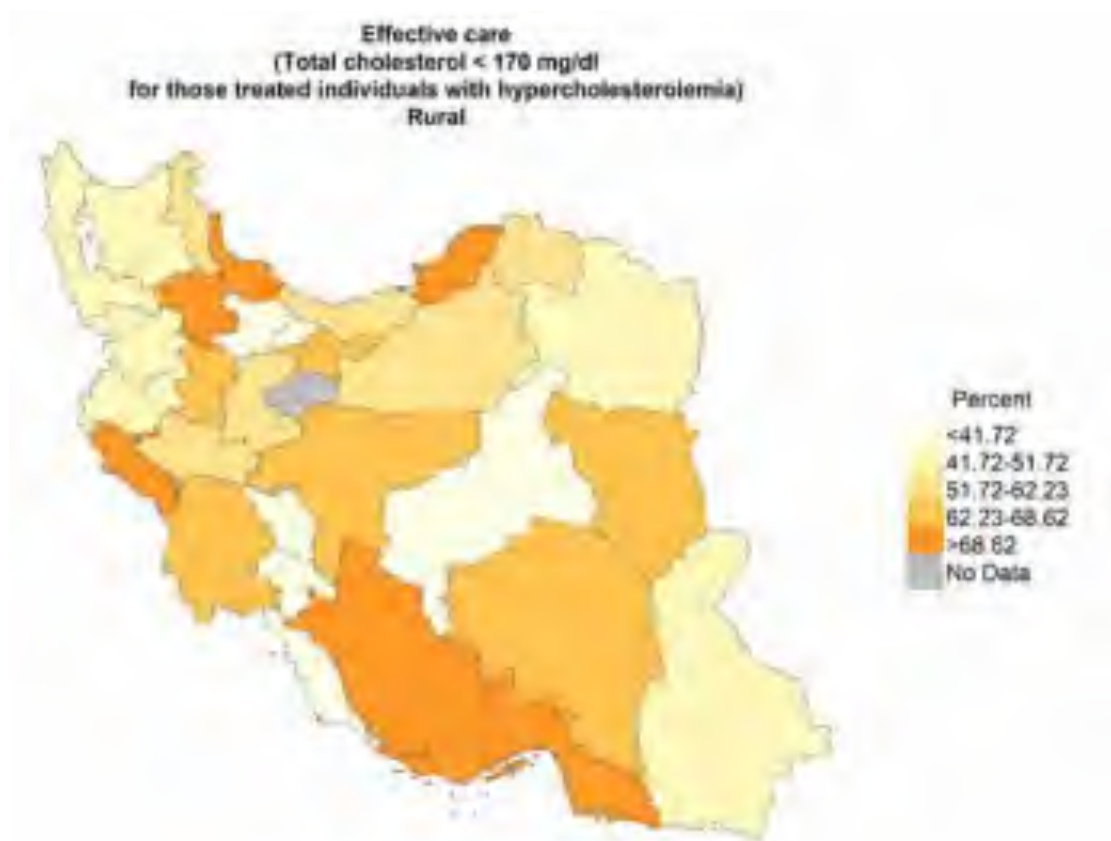 Effective care
(Total cholesterol < 170 mg/dl
for those treated individuals with hypercholesterolemia)
Rural
Percent
<41.72
41.72-51.72
51.72-62.23
62.23-68.62
>68.62
No Data